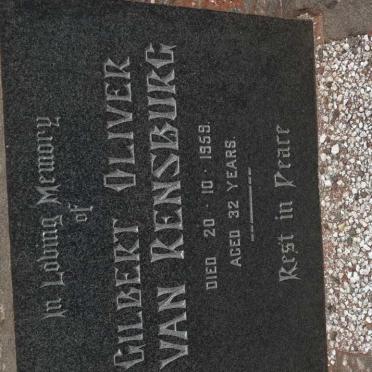 In Loving Memory
of
GILBERT OLIVER
VAN RENSBURG
DIED 20 · 10 · 1959.
AGED 32 YEARS.
Rest in Peace